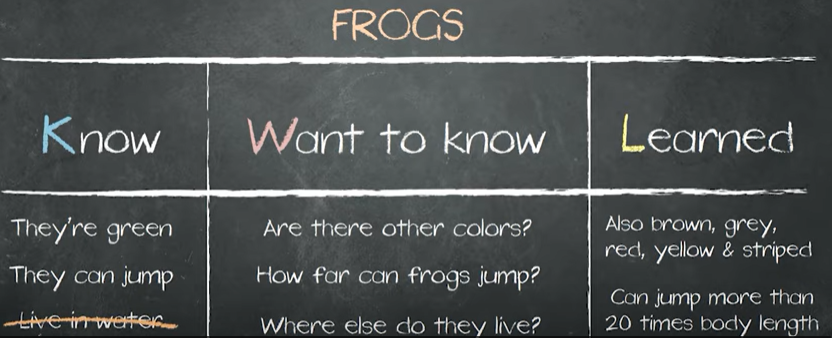 FROGS
Know
Want to know
Learned
They're green
They can jump
Live in water
Are there other colors?
How far can frogs jump?
Where else do they live?
Also brown, grey,
red, yellow & striped
Can jump more than
20 times body length